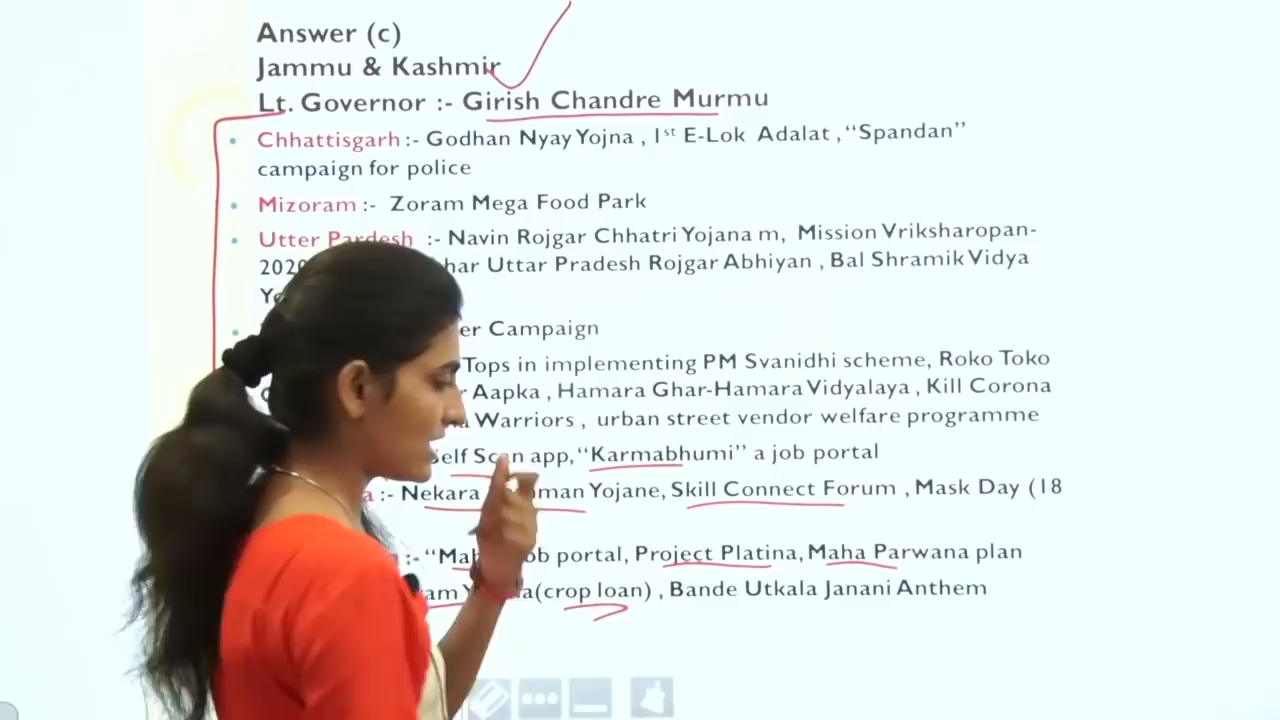 Answer (c)
Jammu & Kashmir
Lt. Governor :- Girish Chandre Murmu
Chhattisgarh :- Godhan Nyay Yojna , 1st E-Lok Adalat , “Spandan”
campaign for police
Mizoram :- Zoram Mega Food Park
Utter Pardesh :- Navin Rojgar Chhatri Yojana m, Mission Vriksharopan-
Uttar Pradesh Rojgar Abhiyan , Bal Shramik Vidya
Campaign
Tops in implementing PM Svanidhi scheme, Roko Toko
Aapka , Hamara Ghar-Hamara Vidyalaya , Kill Corona
Warriors , urban street vendor welfare programme
Self Scan app, “Karmabhumi” a job portal
:- Nekara Yojane, Skill Connect Forum , Mask Day (18
:- portal, Project Platina, Maha Parwana plan
(crop loan) , Bande Utkala Janani Anthem